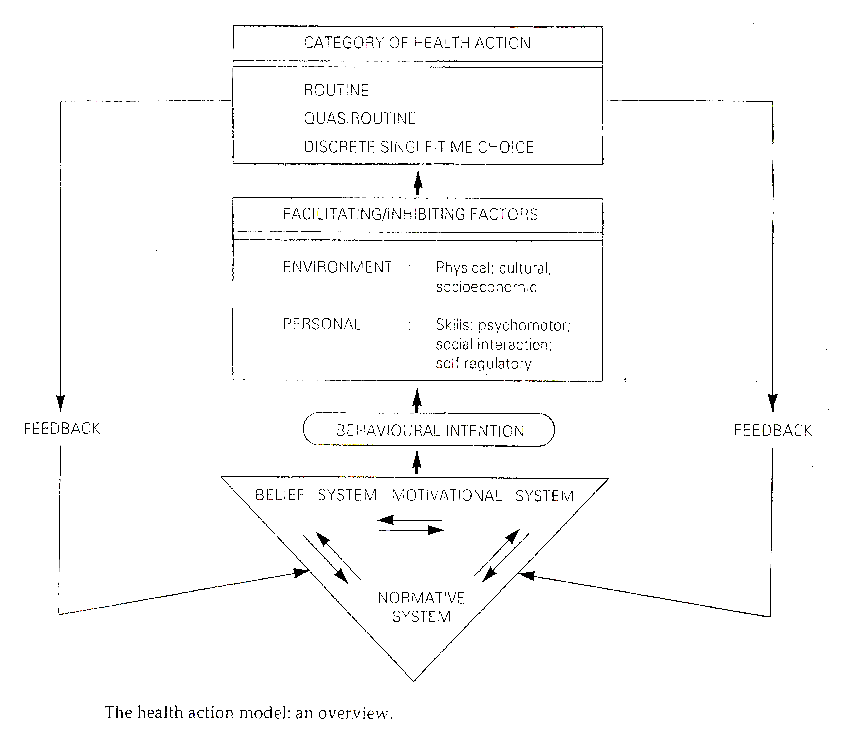 CATEGORY OF HEALTH ACTION
ROUTINE
QUASI ROUTINE
DISCRETE SINGLE-TIME CHOICE
FACILITATING/INHIBITING FACTORS
ENVIRONMENT : Physical; cultural;
socioeconomic
PERSONAL : Skills: psychomotor;
social interaction;
self regulatory
BEHAVIOURAL INTENTION
FEEDBACK
FEEDBACK
BELIEF SYSTEM MOTIVATIONAL SYSTEM
NORMATIVE
SYSTEM
The health action model: an overview.